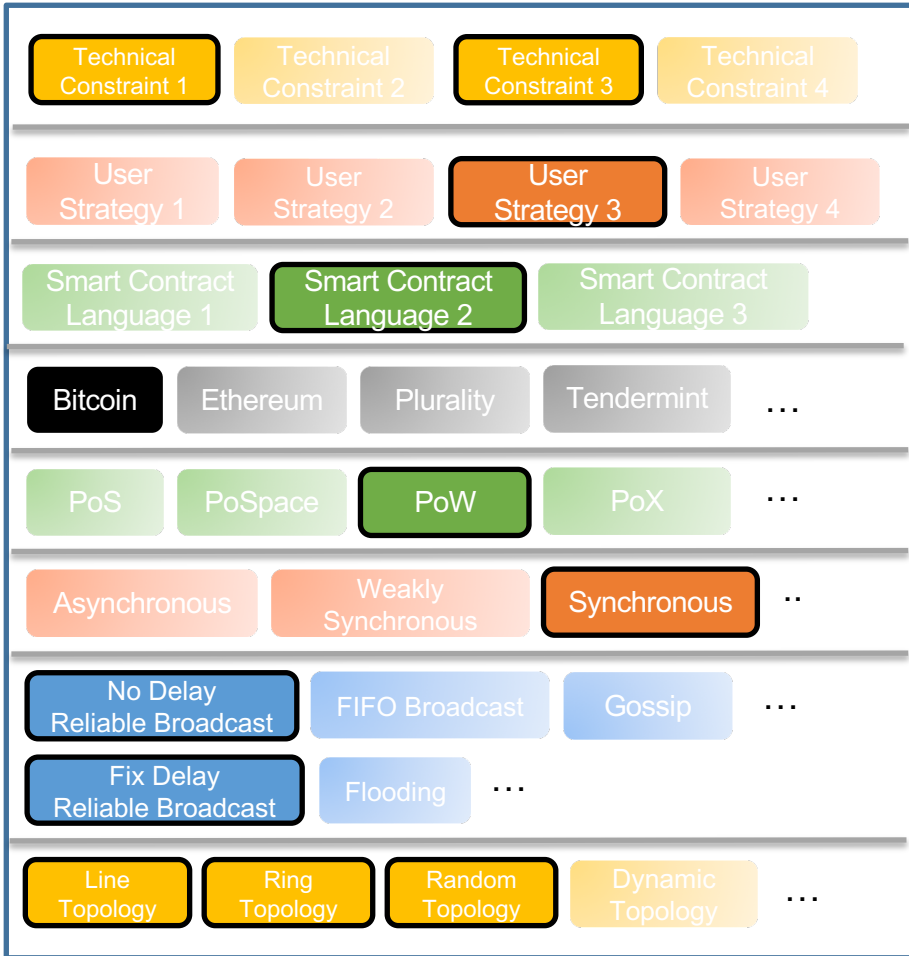 Technical
Constraint 1
Technical
Constraint 2
Technical
Constraint 3
Technical
Constraint 4
User
Strategy 1
User
Strategy 2
User
Strategy 3
User
Strategy 4
Smart Contract
Language 1
Smart Contract
Language 2
Smart Contract
Language 3
Bitcoin
Ethereum
Plurality
Tendermint
...
PoS
PoSpace
PoW
PoX
...
Asynchronous
Weakly
Synchronous
Synchronous
..
No Delay
Reliable Broadcast
FIFO Broadcast
Gossip
...
Fix Delay
Reliable Broadcast
Flooding
...
Line
Topology
Ring
Topology
Random
Topology
Dynamic
Topology
...